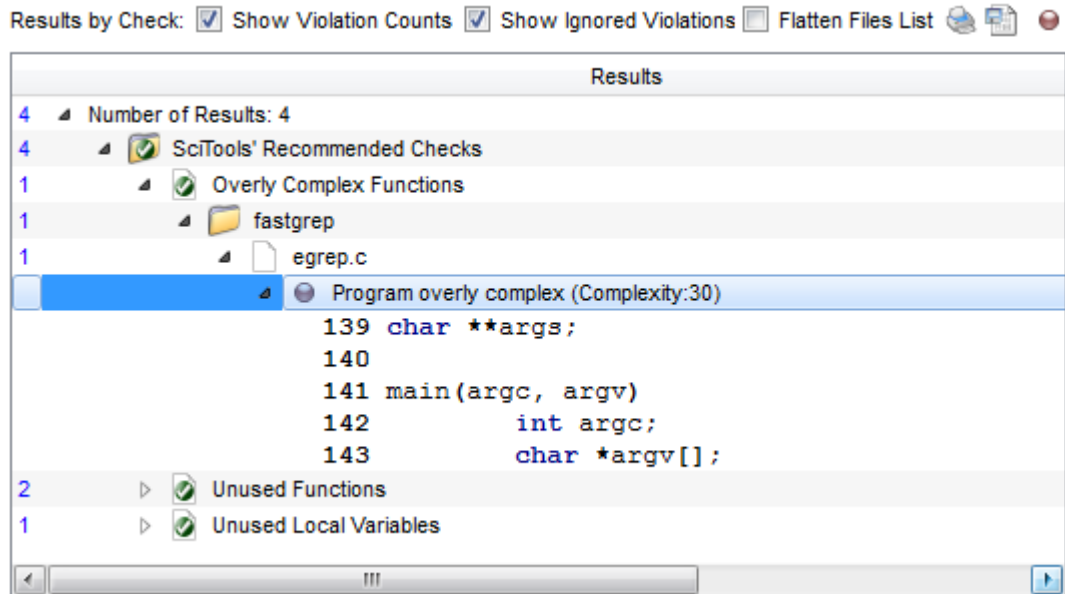 Results by Check: Show Violation Counts Show Ignored Violations Flatten Files List
Results
4 Number of Results: 4
4 SciTools' Recommended Checks
1 Overly Complex Functions
1 fastgrep
1 egrep.c
Program overly complex (Complexity:30)
139 char **args;
140
141 main(argc, argv)
142 int argc;
143 char *argv[];
2 Unused Functions
1 Unused Local Variables